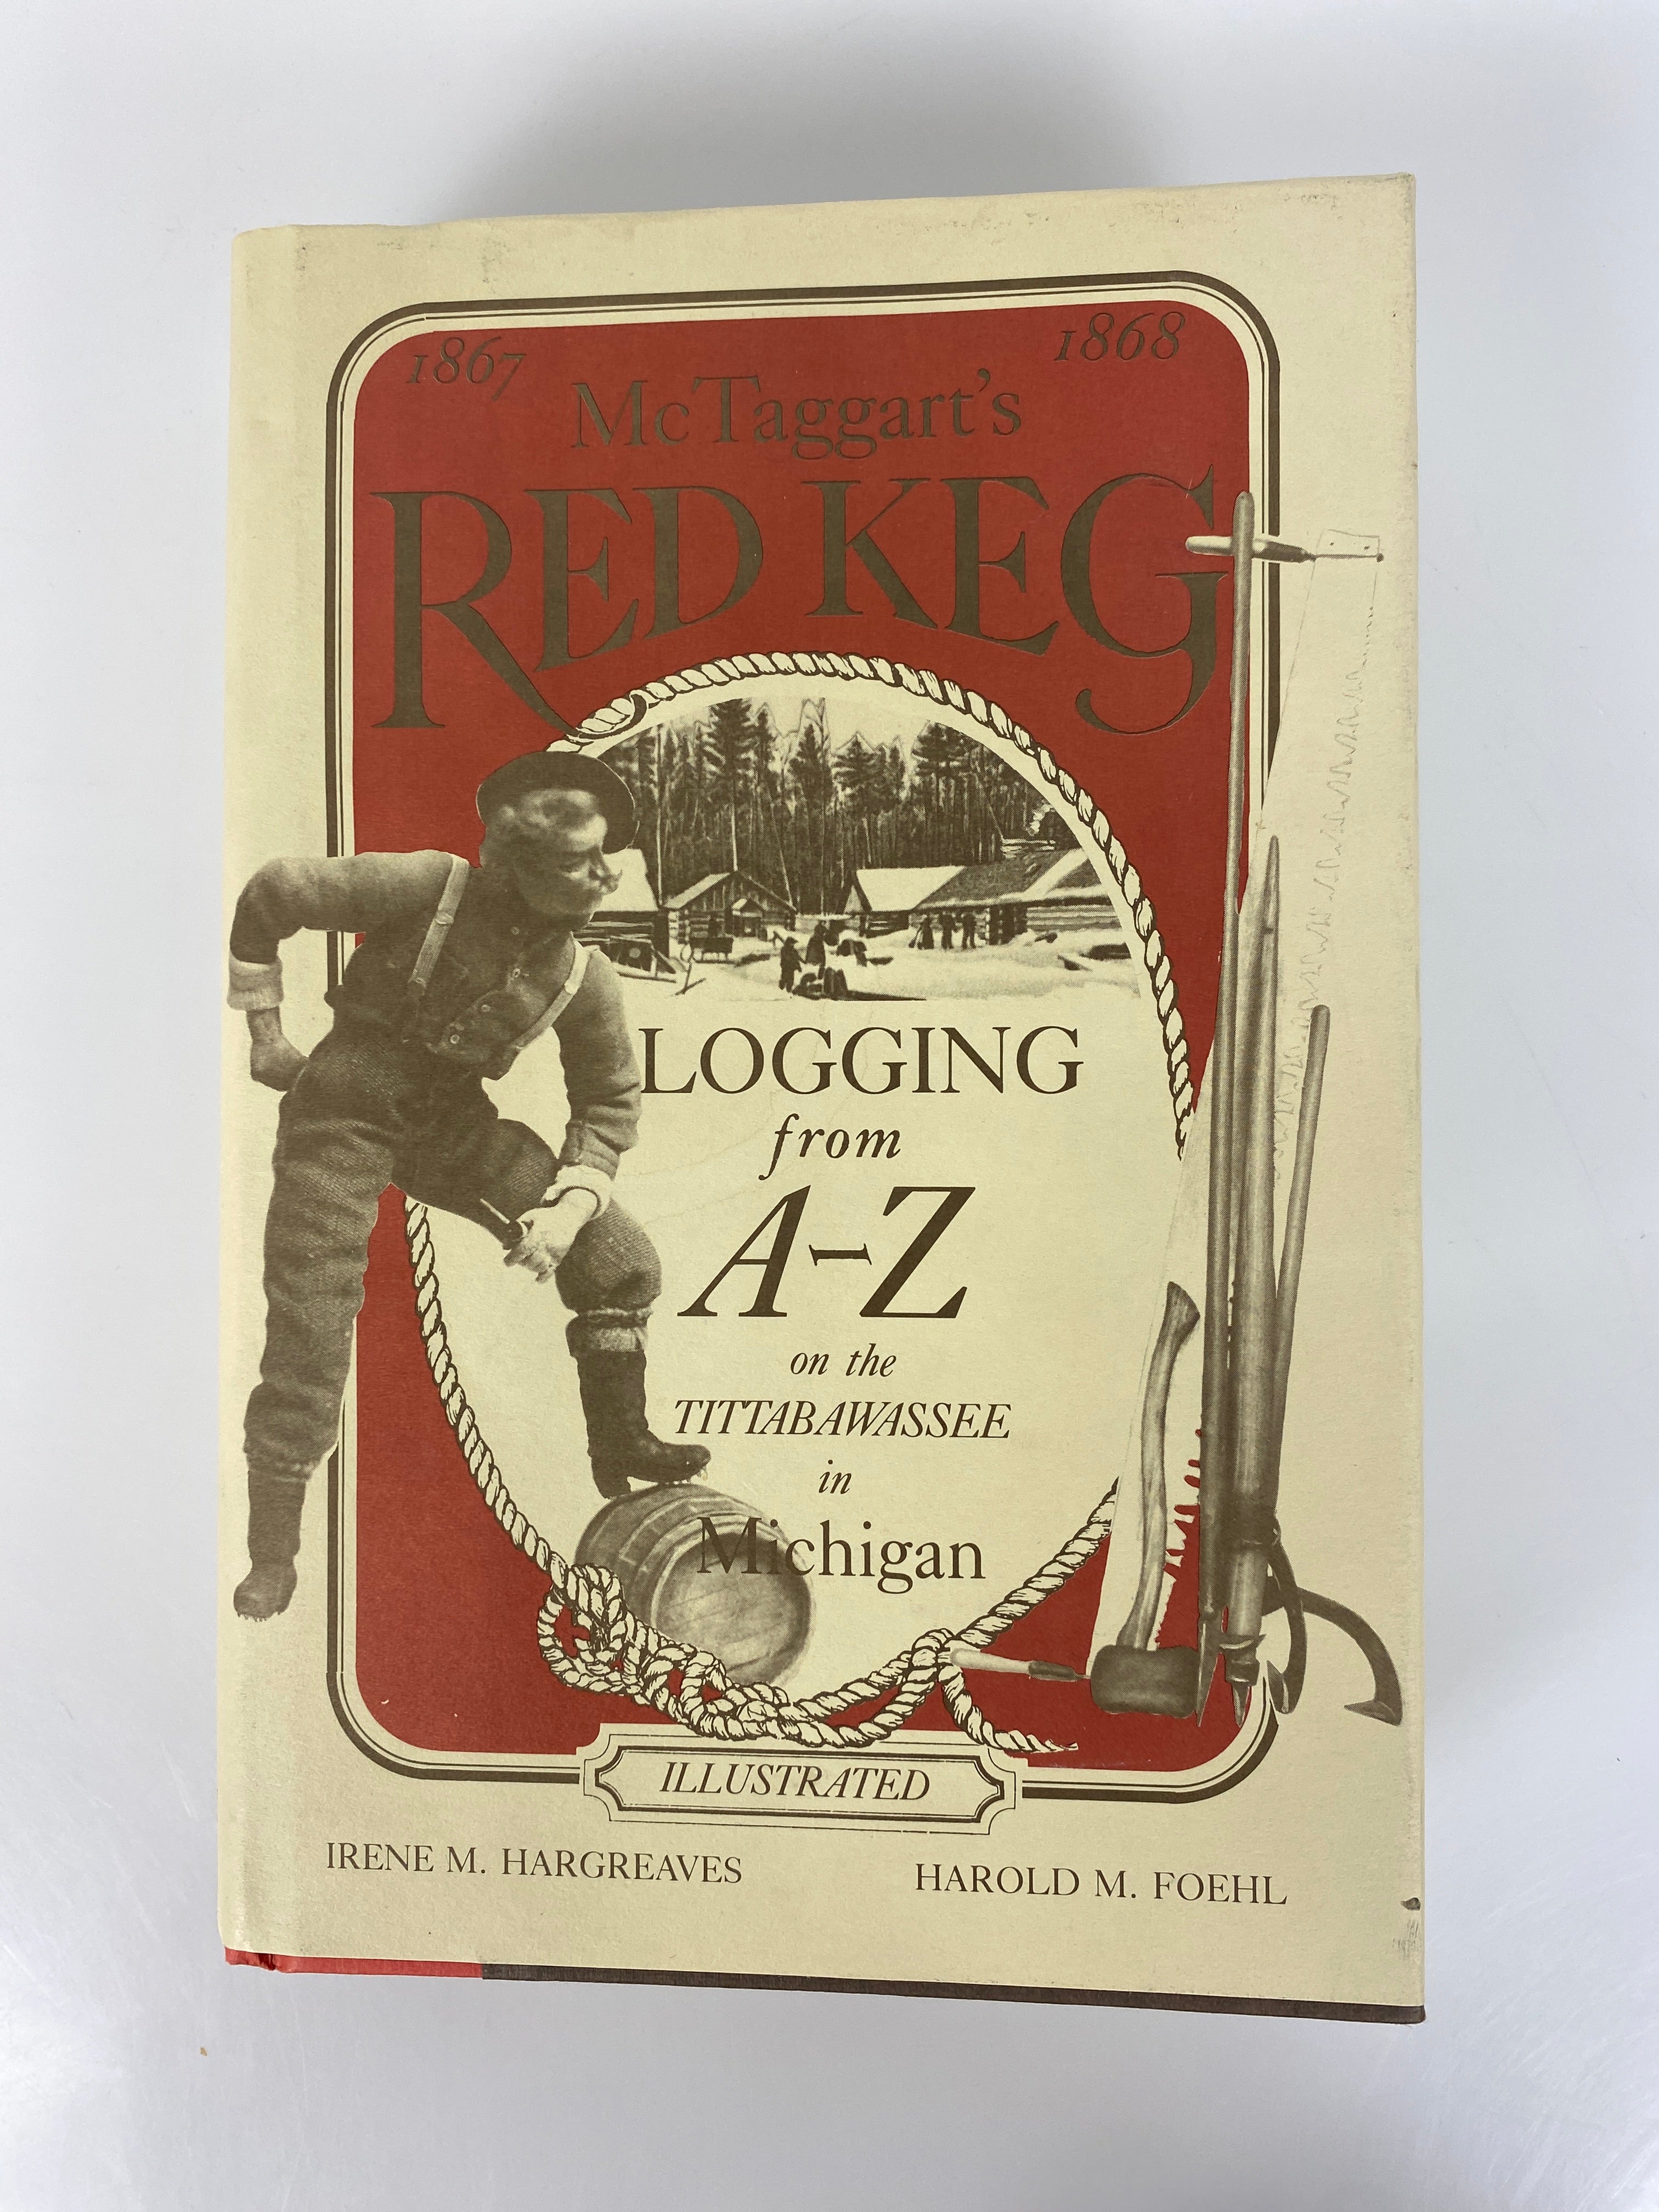 1867
1868
McTaggart's
RED KEG
LOGGING
from
A-Z
on the
TITTABAWASSEE
in
Michigan
ILLUSTRATED
IRENE M. HARGREAVES
HAROLD M. FOEHL